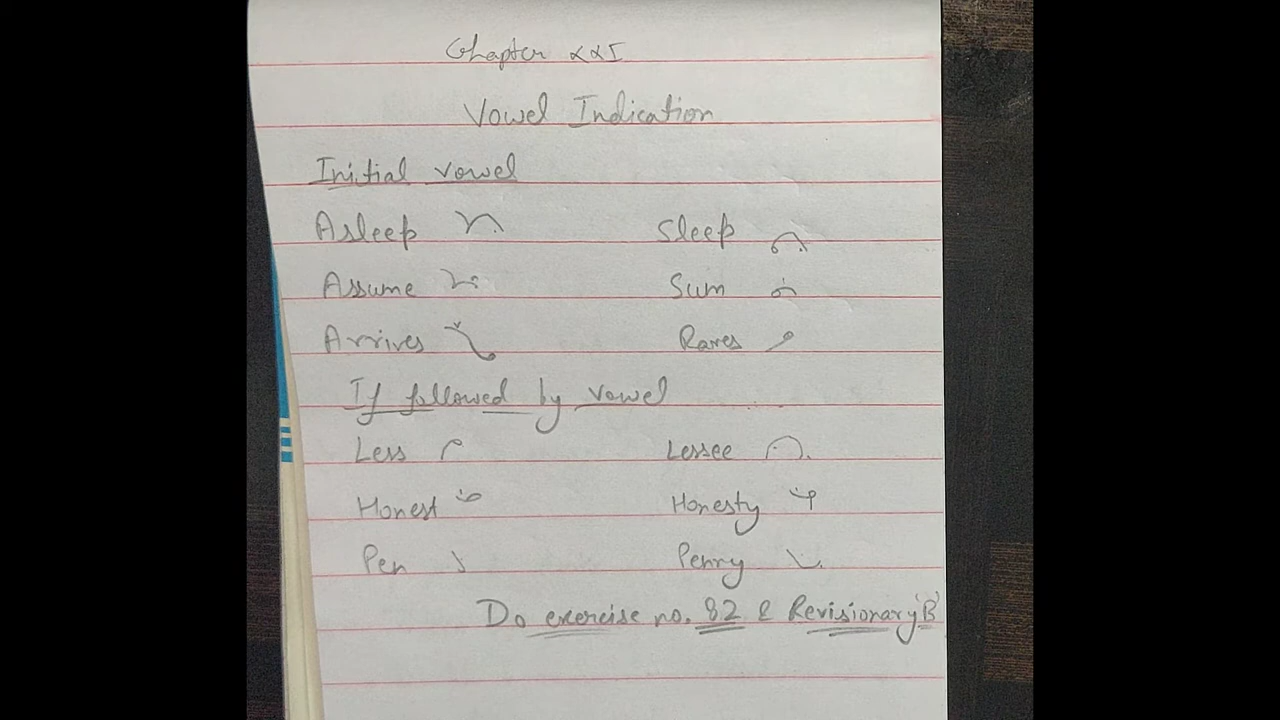 Chapter XXI
Vowel Indication
Initial vowel
Asleep Sleep
Assume Sum
Arrives
If followed by vowel
Less Lessee
Honest Honesty
Pen Penny
Do exercise no. 82 & Revisionary 'B'